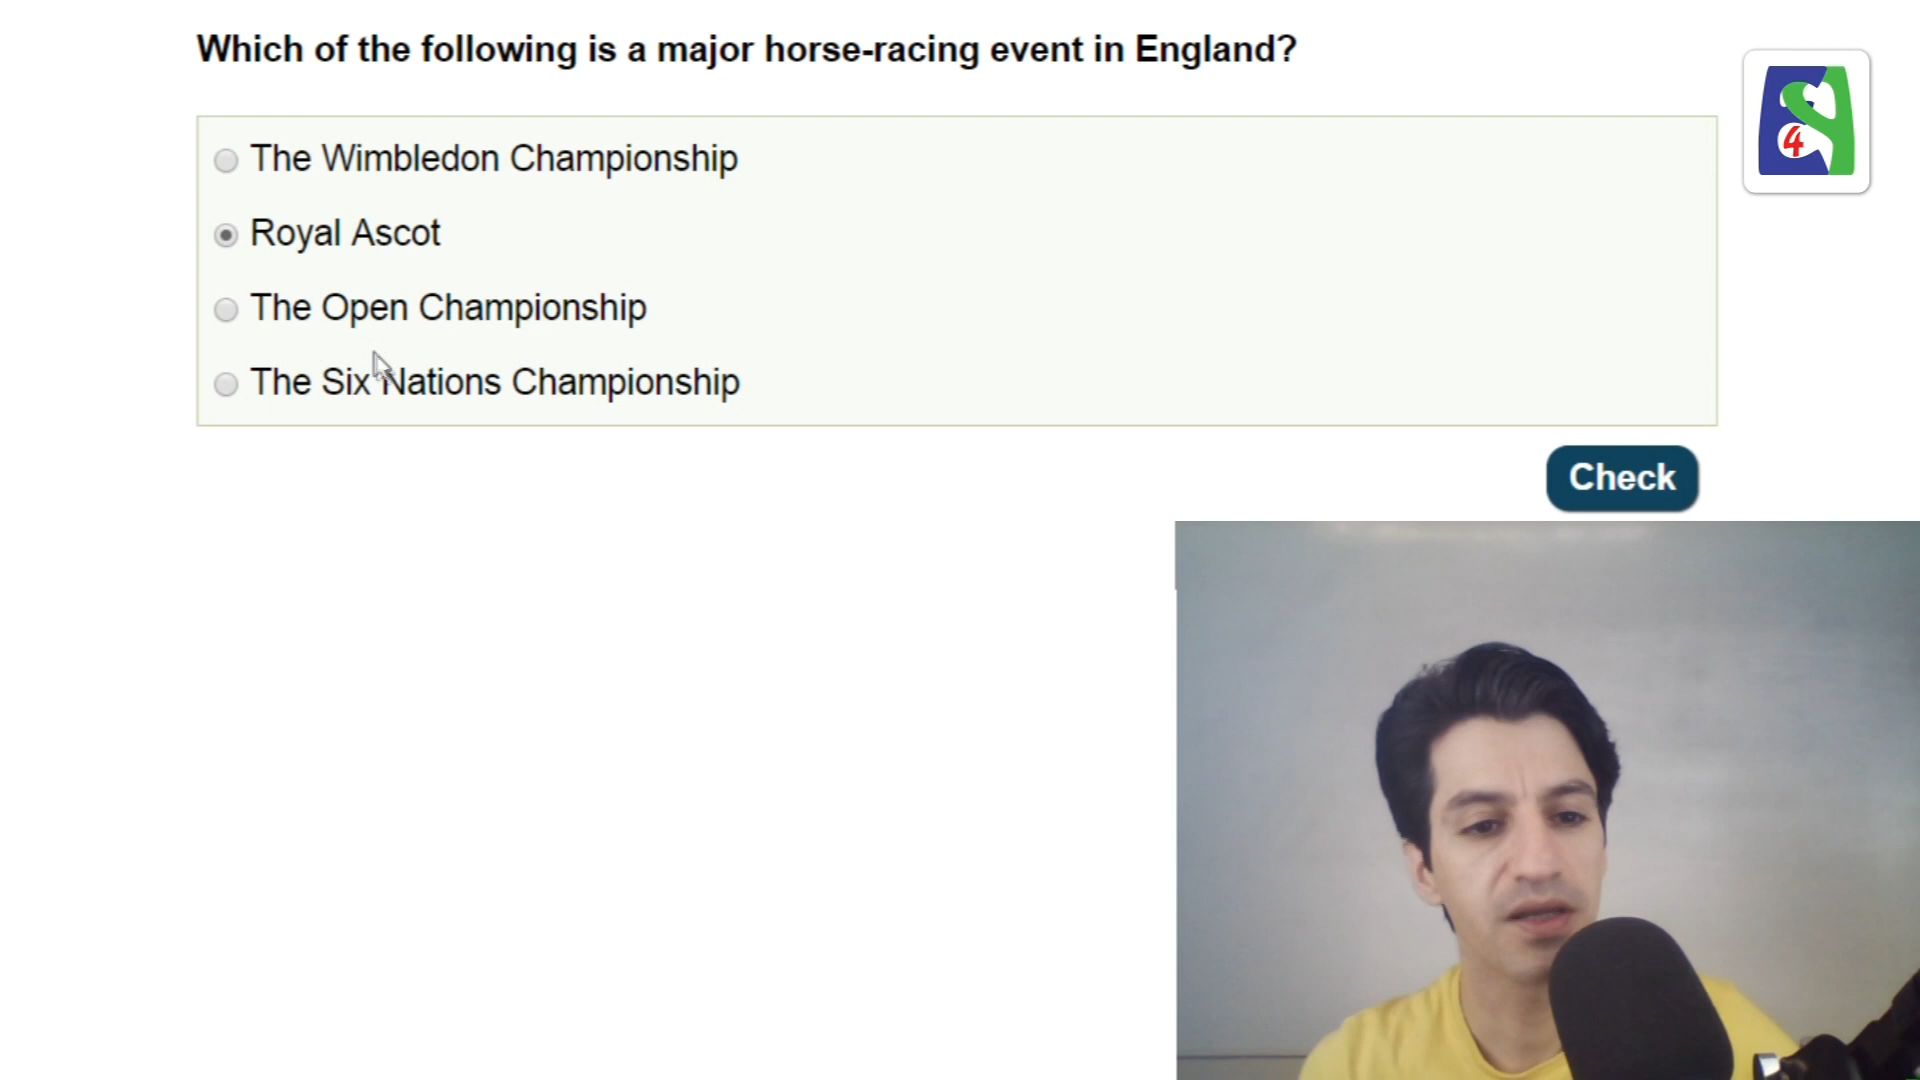 Which of the following is a major horse-racing event in England?
The Wimbledon Championship
Royal Ascot
The Open Championship
The Six Nations Championship
Check
4